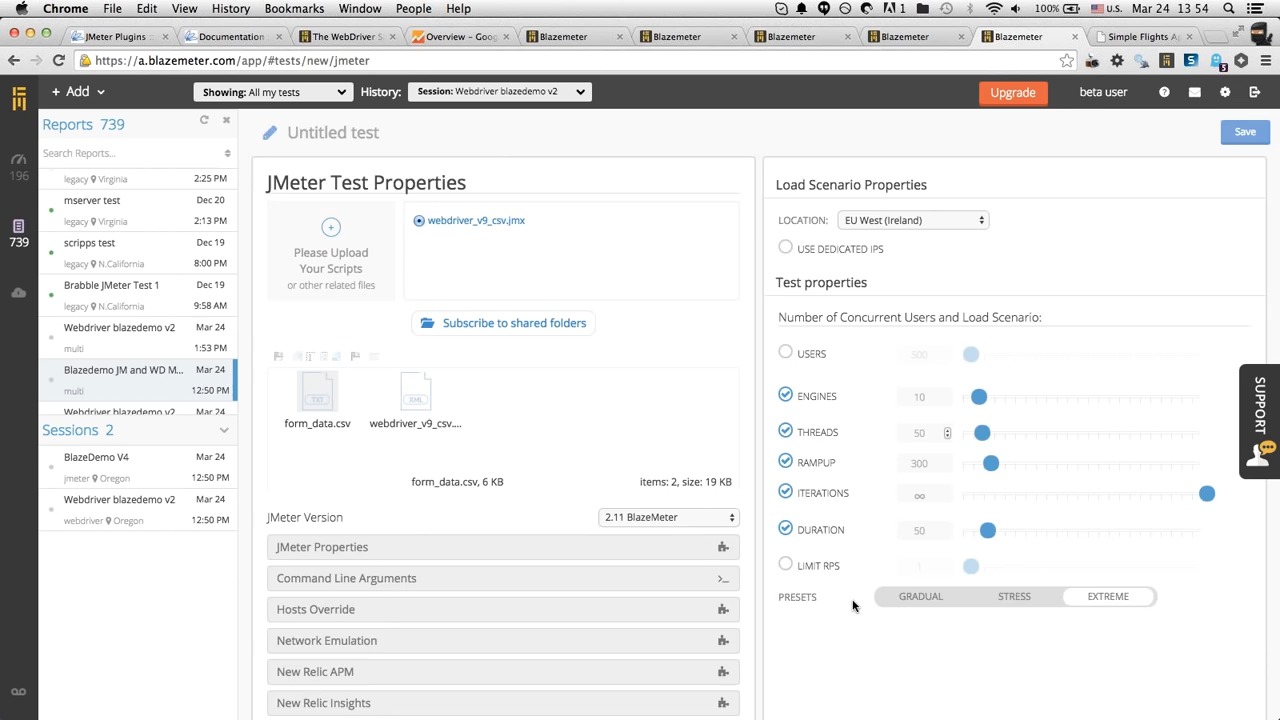 Chrome File Edit View History Bookmarks Window People Help 1 100% U.S. Mar 24 13 54
JMeter Plugins :: Documentation The WebDriver S Overview – Goog Blazemeter Blazemeter Blazemeter Blazemeter Blazemeter Simple Flights Ap
https://a.blazemeter.com/app/#tests/new/jmeter
+ Add Showing: All my tests History: Session: Webdriver blazedemo v2 Upgrade beta user
196
739
Reports 739
Search Reports...
legacy Virginia 2:25 PM
mserver test Dec 20
legacy Virginia 2:13 PM
scripps test Dec 19
legacy N.California 8:00 PM
Brabble JMeter Test 1 Dec 19
legacy N.California 9:58 AM
Webdriver blazedemo v2 Mar 24
multi 1:53 PM
Blazedemo JM and WD M... Mar 24
multi 12:50 PM
Webdriver blazedemo v2 Mar 24
Sessions 2
BlazeDemo V4 Mar 24
jmeter Oregon 12:50 PM
Webdriver blazedemo v2 Mar 24
webdriver Oregon 12:50 PM
Untitled test
Save
JMeter Test Properties
Please Upload
Your Scripts
or other related files
webdriver_v9_csv.jmx
Subscribe to shared folders
TXT XML
form_data.csv webdriver_v9_csv....
form_data.csv, 6 KB items: 2, size: 19 KB
JMeter Version 2.11 BlazeMeter
JMeter Properties
Command Line Arguments
Hosts Override
Network Emulation
New Relic APM
New Relic Insights
Load Scenario Properties
LOCATION: EU West (Ireland)
USE DEDICATED IPS
Test properties
Number of Concurrent Users and Load Scenario:
USERS 500
ENGINES 10
THREADS 50
RAMPUP 300
ITERATIONS ∞
DURATION 50
LIMIT RPS 1
PRESETS GRADUAL STRESS EXTREME
SUPPORT